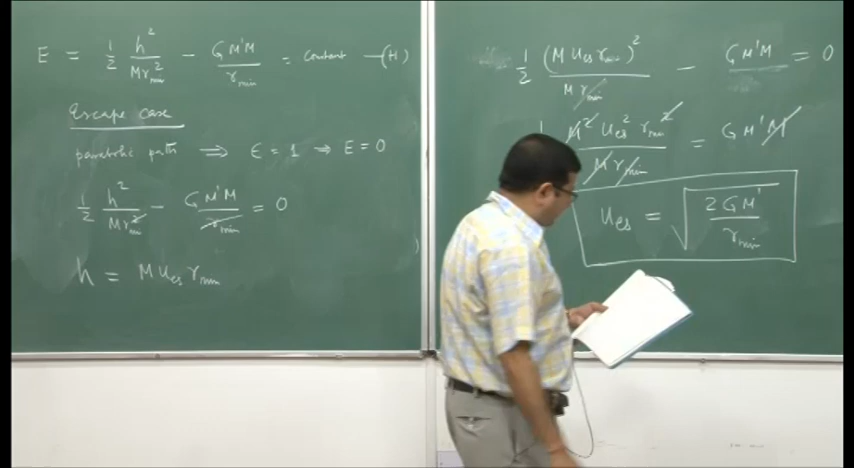 E = 1/2 h²/Mr²min − GM'M/rmin = constant —(H)
Escape case
parabolic path ⇒ ϵ = 1 ⇒ E = 0
1/2 h²/Mr²min − GM'M/rmin = 0
h = M ues rmin
1/2 (M ues rmin)²/M rmin − GM'M = 0
M² ues² rmin²/M rmin = GM'M
ues = √(2GM'/rmin)